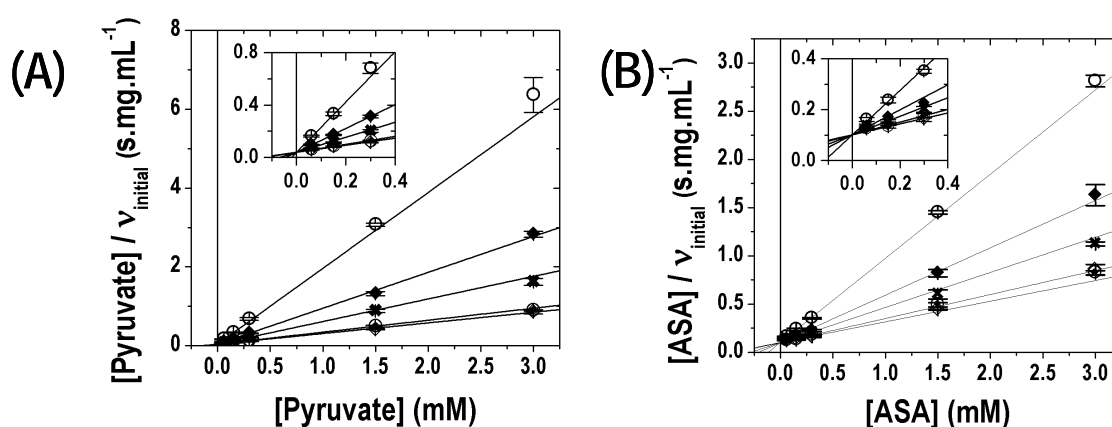 (A)
[Pyruvate] / νinitial (s.mg.mL-1)
8
6
4
2
0
0.8
0.4
0.0
0.0 0.2 0.4
0.0 0.5 1.0 1.5 2.0 2.5 3.0
[Pyruvate] (mM)
(B)
[ASA] / νinitial (s.mg.mL-1)
3.0
2.5
2.0
1.5
1.0
0.5
0.0
0.4
0.2
0.0
0.0 0.2 0.4
0.0 0.5 1.0 1.5 2.0 2.5 3.0
[ASA] (mM)